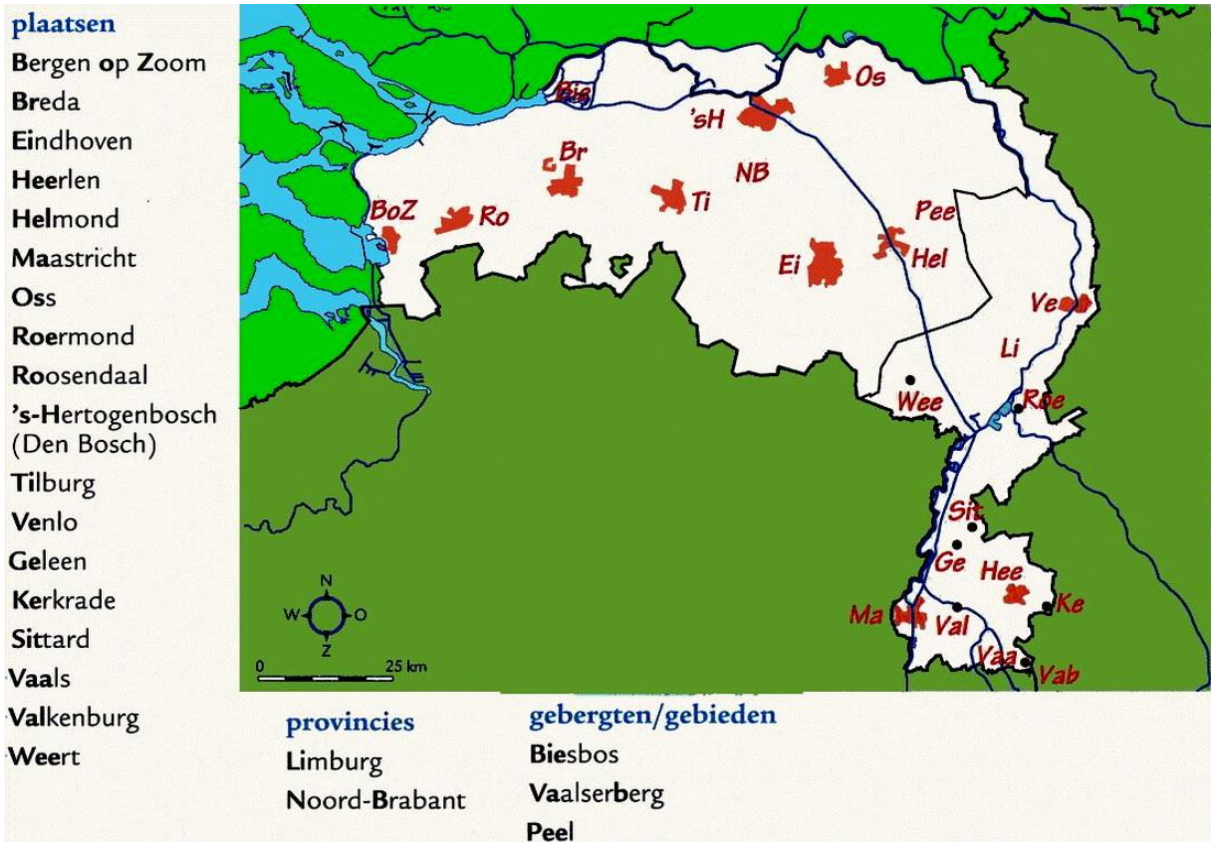 plaatsen
Bergen op Zoom
Breda
Eindhoven
Heerlen
Helmond
Maastricht
Oss
Roermond
Roosendaal
's-Hertogenbosch
(Den Bosch)
Tilburg
Venlo
Geleen
Kerkrade
Sittard
Vaals
Valkenburg
Weert
Bie
Os
'sH
Br
NB
Ti
BoZ
Ro
Pee
Ei
Hel
Ve
Li
Wee
Roe
Sit
Ge
Hee
Ma
Val
Ke
Vaa
Vab
N
W
O
Z
0 25 km
provincies
Limburg
Noord-Brabant
gebergten/gebieden
Biesbos
Vaalserberg
Peel